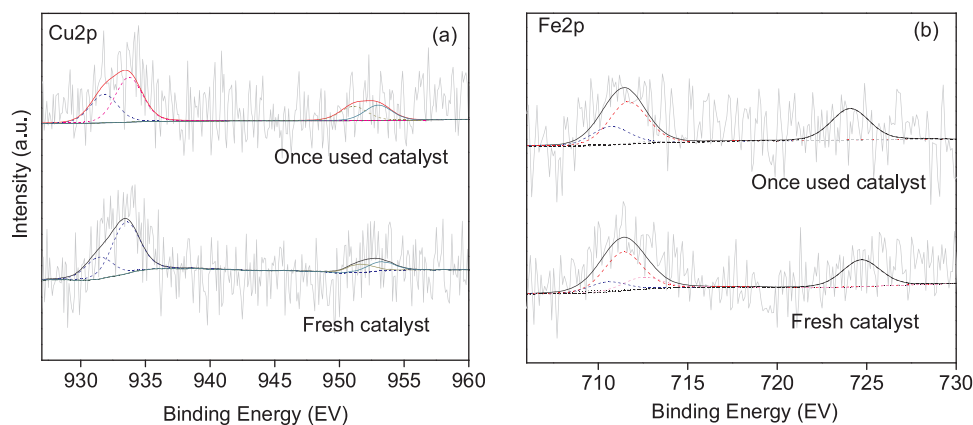 Cu2p
(a)
Once used catalyst
Fresh catalyst
Intensity (a.u.)
930 935 940 945 950 955 960
Binding Energy (EV)
Fe2p
(b)
Once used catalyst
Fresh catalyst
710 715 720 725 730
Binding Energy (EV)